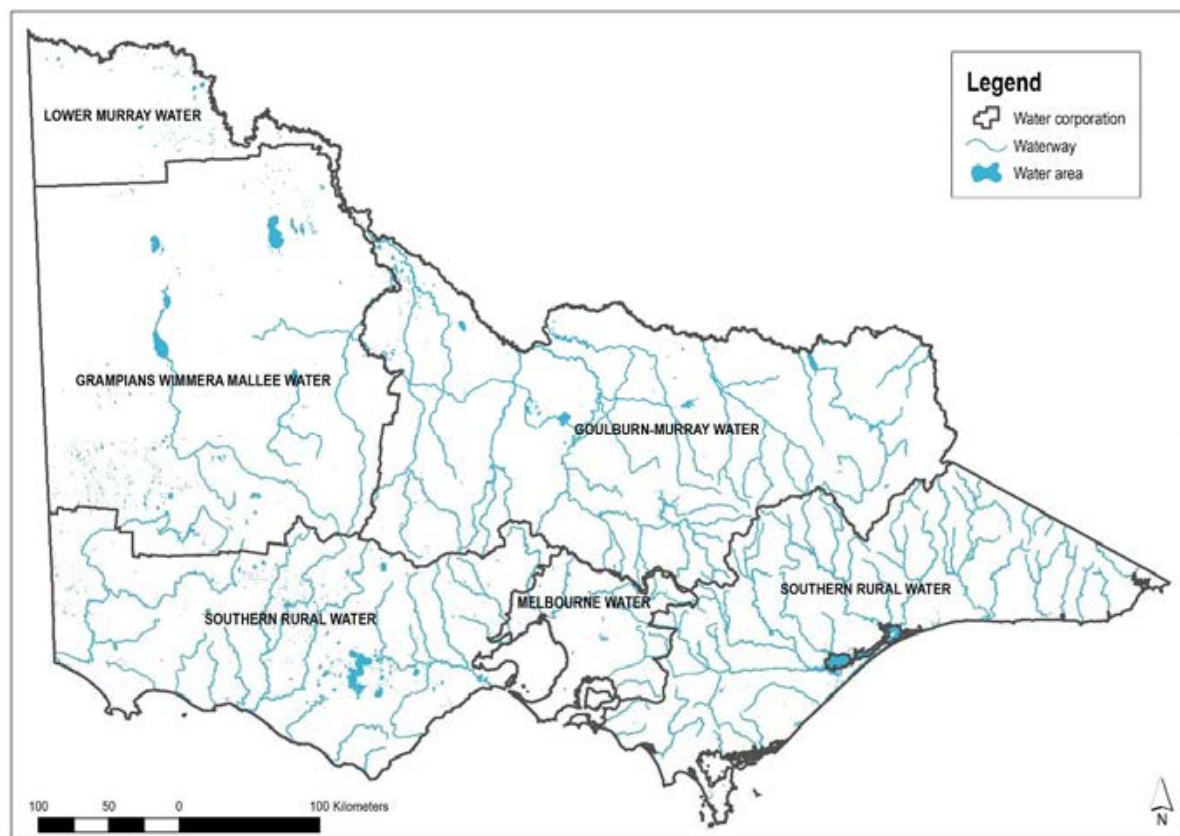 Legend
Water corporation
Waterway
Water area
LOWER MURRAY WATER
GRAMPIANS WIMMERA MALLEE WATER
GOULBURN-MURRAY WATER
SOUTHERN RURAL WATER
MELBOURNE WATER
SOUTHERN RURAL WATER
100 50 0 100 Kilometers
N